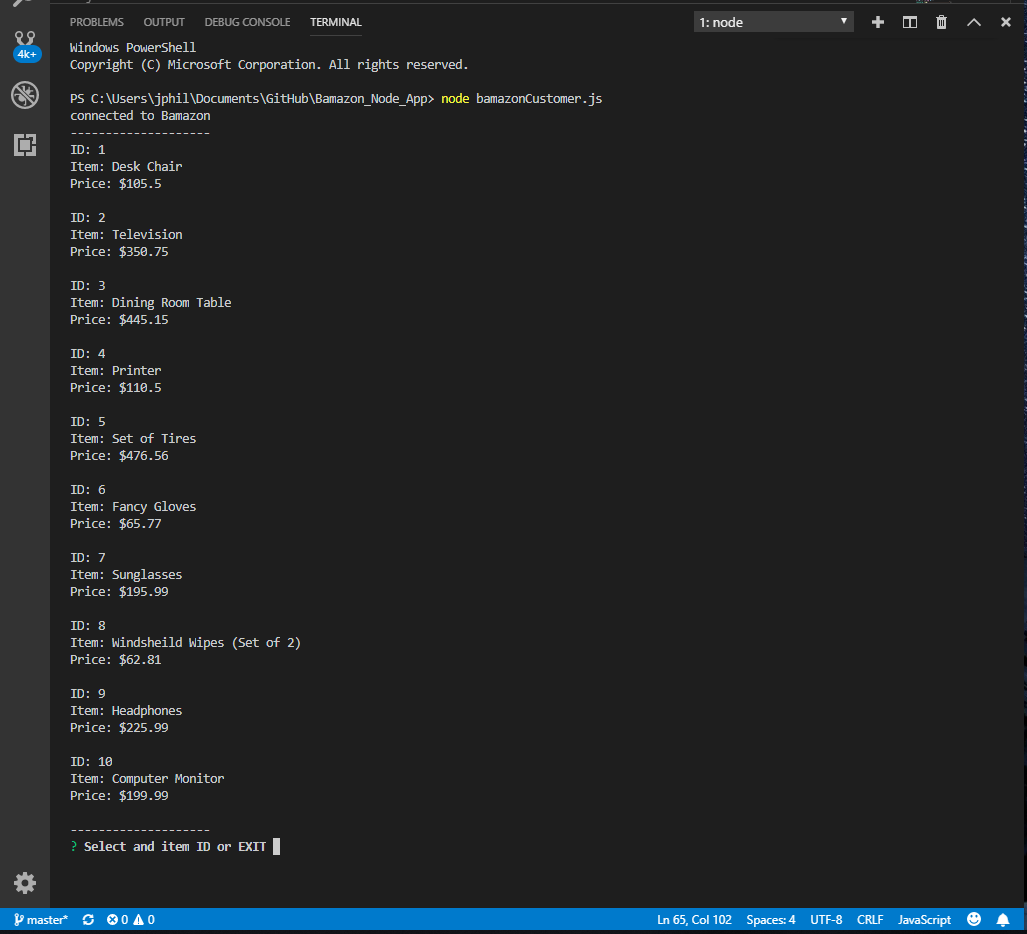 PROBLEMS OUTPUT DEBUG CONSOLE TERMINAL 1: node
4k+
Windows PowerShell
Copyright (C) Microsoft Corporation. All rights reserved.
PS C:\Users\jphil\Documents\GitHub\Bamazon_Node_App> node bamazonCustomer.js
connected to Bamazon
--------------------
ID: 1
Item: Desk Chair
Price: $105.5
ID: 2
Item: Television
Price: $350.75
ID: 3
Item: Dining Room Table
Price: $445.15
ID: 4
Item: Printer
Price: $110.5
ID: 5
Item: Set of Tires
Price: $476.56
ID: 6
Item: Fancy Gloves
Price: $65.77
ID: 7
Item: Sunglasses
Price: $195.99
ID: 8
Item: Windsheild Wipes (Set of 2)
Price: $62.81
ID: 9
Item: Headphones
Price: $225.99
ID: 10
Item: Computer Monitor
Price: $199.99
--------------------
? Select and item ID or EXIT
master* 0 0 Ln 65, Col 102 Spaces: 4 UTF-8 CRLF JavaScript